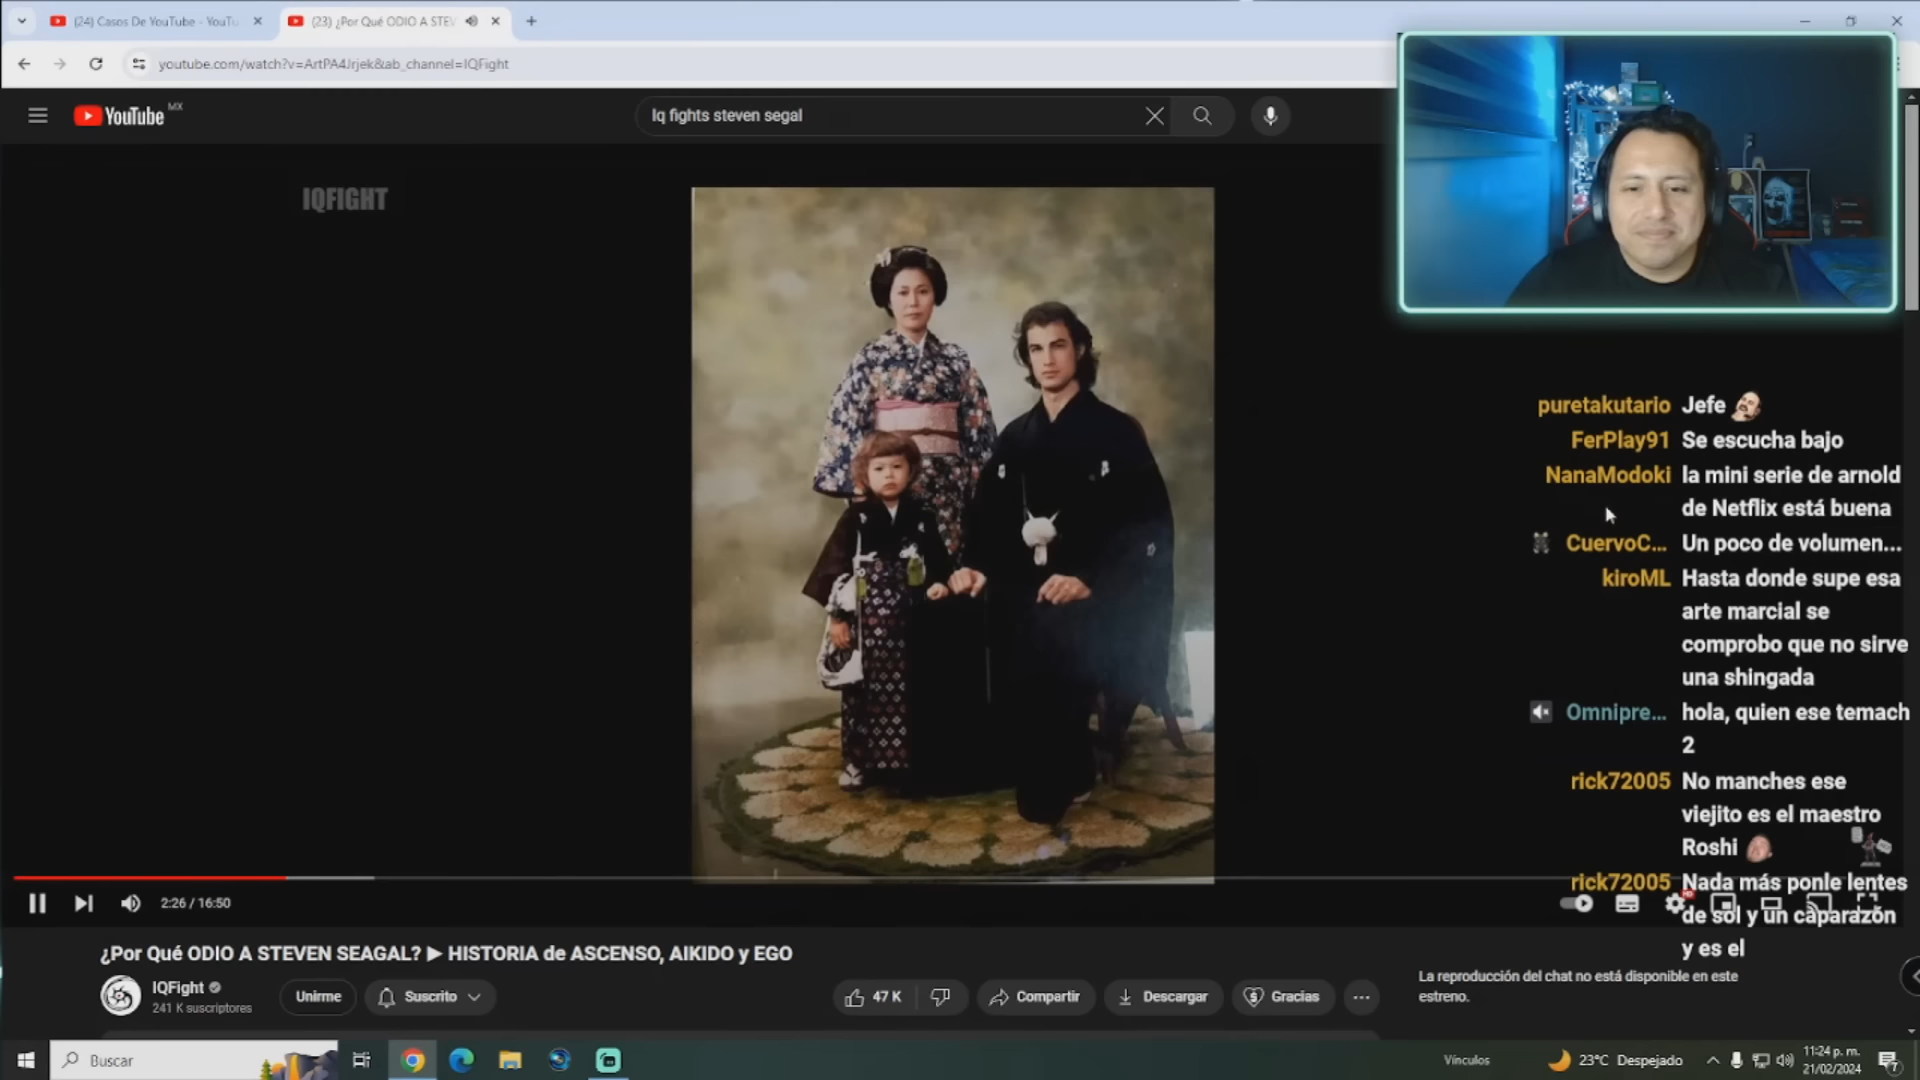 (24) Casos De YouTube - YouTu
(23) ¿Por Qué ODIO A STEV
youtube.com/watch?v=ArtPA4Jrjek&ab_channel=IQFight
YouTube MX
Iq fights steven segal
IQFIGHT
puretakutario Jefe
FerPlay91 Se escucha bajo
NanaModoki la mini serie de arnold
de Netflix está buena
CuervoC... Un poco de volumen...
kiroML Hasta donde supe esa
arte marcial se
comprobo que no sirve
una shingada
Omnipre... hola, quien ese temach
2
rick72005 No manches ese
viejito es el maestro
Roshi
rick72005 Nada más ponle lentes
de sol y un caparazón
y es el
2:26 / 16:50
HD
¿Por Qué ODIO A STEVEN SEAGAL? ▶ HISTORIA de ASCENSO, AIKIDO y EGO
IQFight
241 K suscriptores
Unirme
Suscrito
47 K
Compartir
Descargar
Gracias
La reproducción del chat no está disponible en este
estreno.
Buscar
Vínculos
23°C Despejado
11:24 p. m.
21/02/2024
7